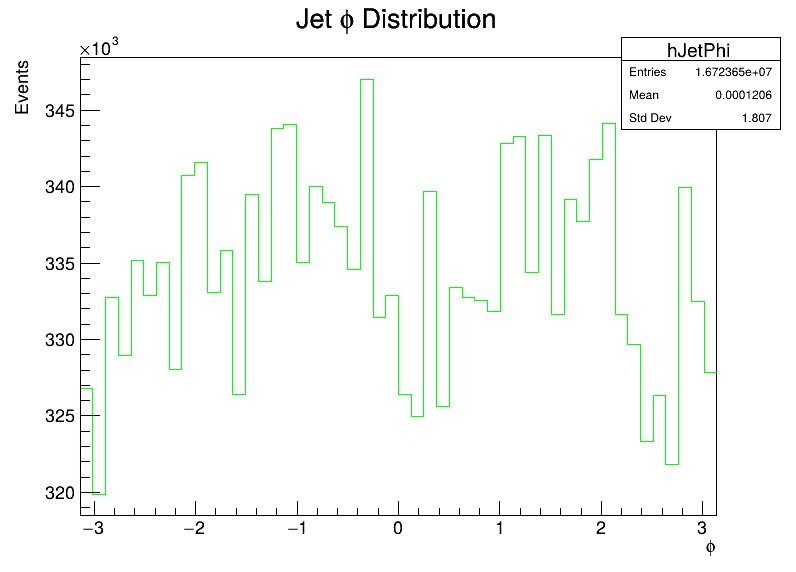 Jet ϕ Distribution
×10³
Events
hJetPhi
Entries 1.672365e+07
Mean 0.0001206
Std Dev 1.807
345
340
335
330
325
320
−3 −2 −1 0 1 2 3
ϕ